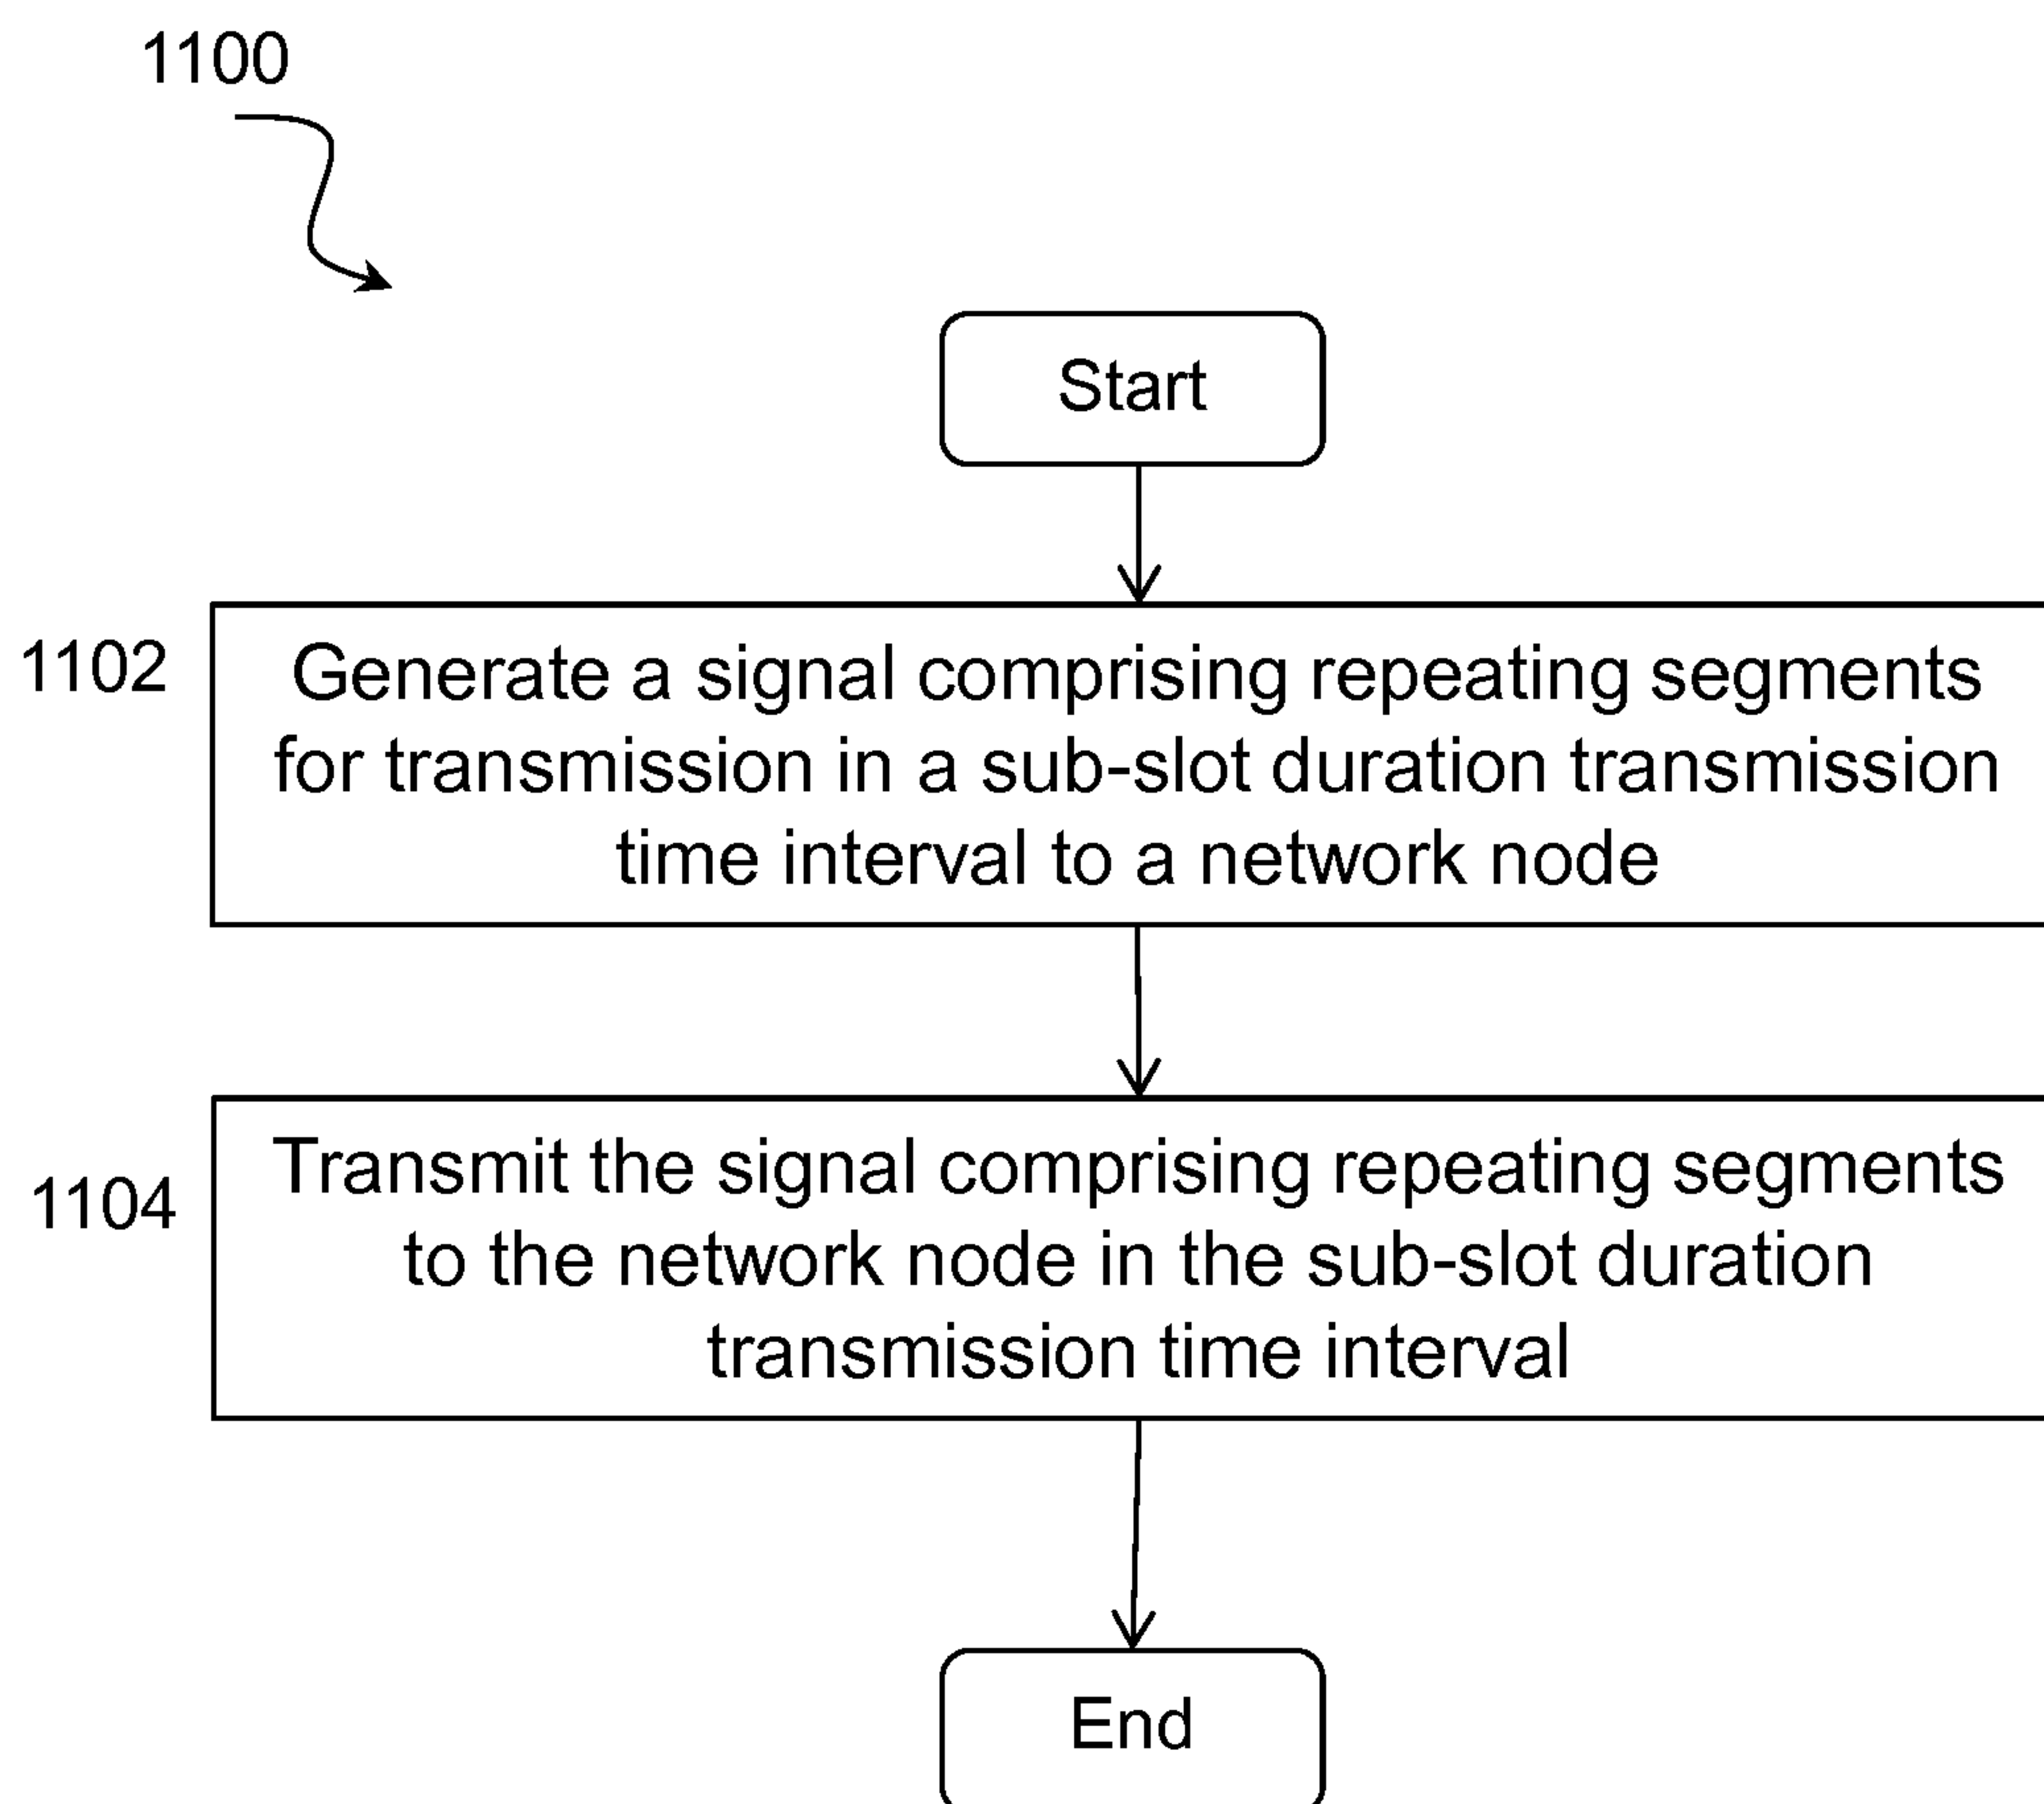 1100
Start
1102
Generate a signal comprising repeating segments
for transmission in a sub-slot duration transmission
time interval to a network node
1104
Transmit the signal comprising repeating segments
to the network node in the sub-slot duration
transmission time interval
End